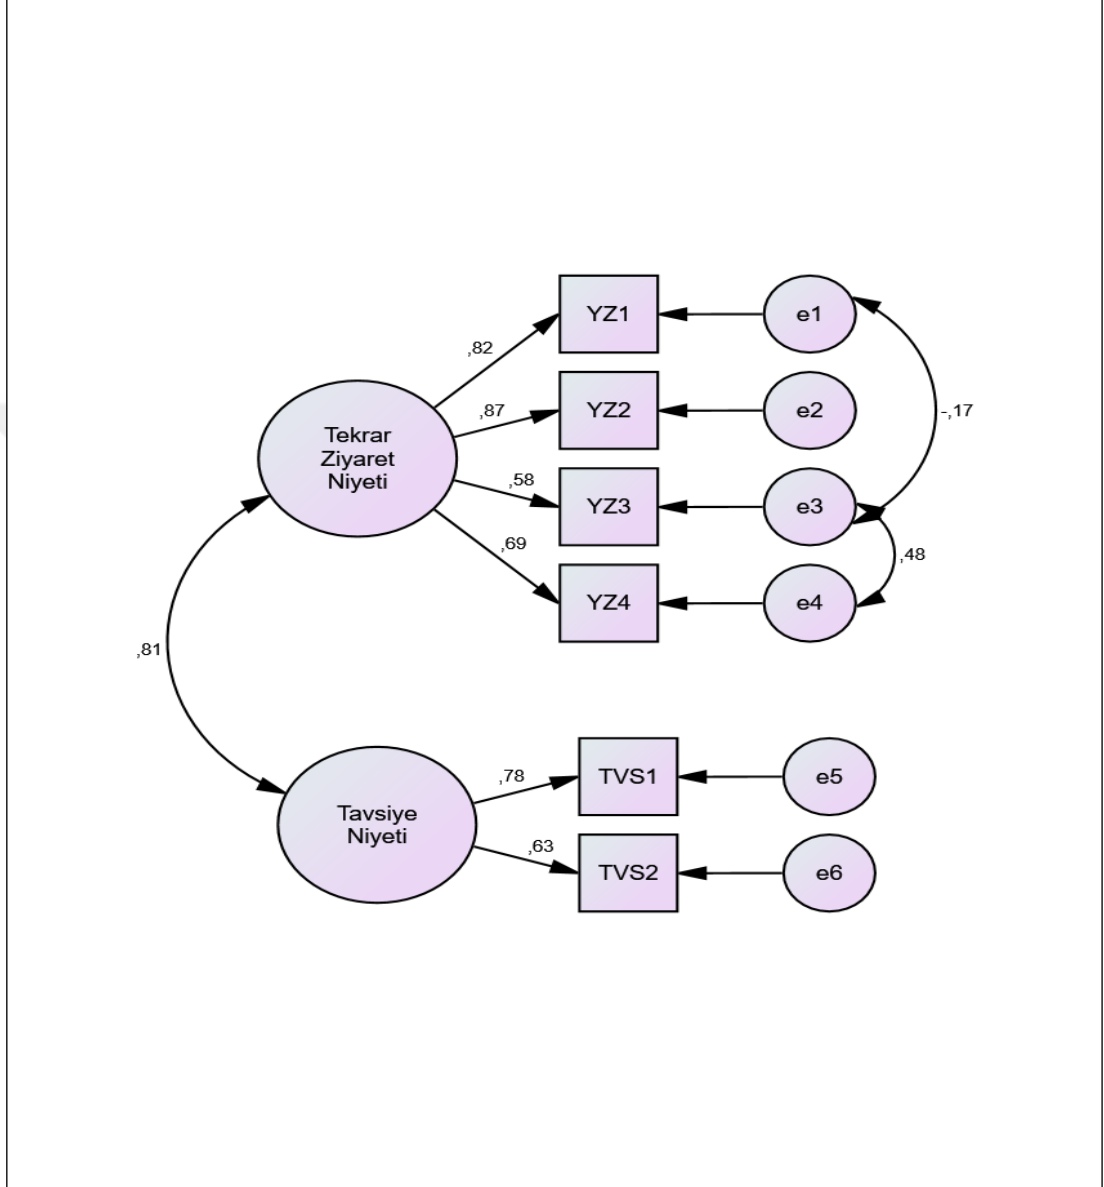 YZ1
e1
,82
YZ2
e2
,87
-,17
Tekrar
Ziyaret
Niyeti
,58
YZ3
e3
,69
,48
YZ4
e4
,81
TVS1
e5
,78
Tavsiye
Niyeti
,63
TVS2
e6